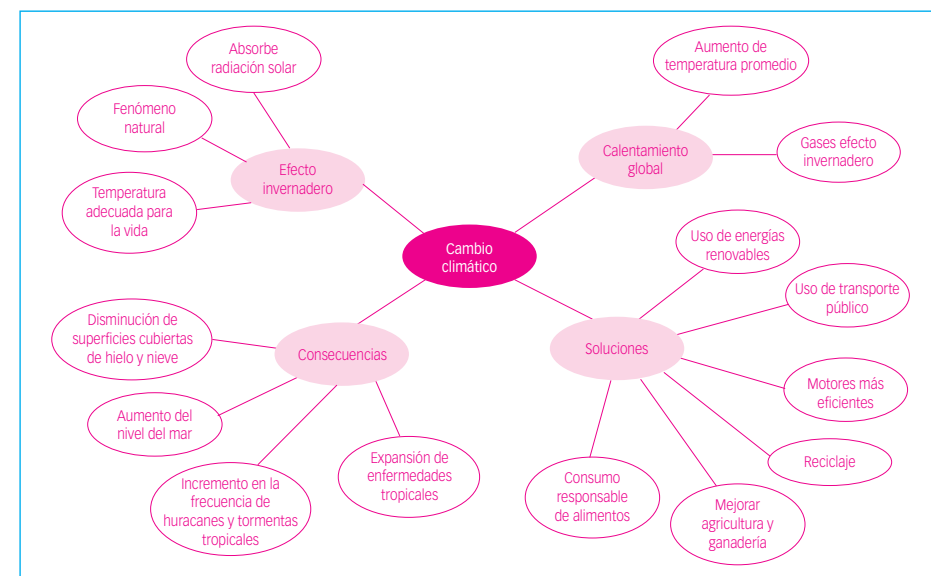 Absorbe
radiación solar
Fenómeno
natural
Temperatura
adecuada para
la vida
Efecto
invernadero
Aumento de
temperatura promedio
Calentamiento
global
Gases efecto
invernadero
Cambio
climático
Disminución de
superficies cubiertas
de hielo y nieve
Aumento del
nivel del mar
Incremento en la
frecuencia de
huracanes y tormentas
tropicales
Expansión de
enfermedades
tropicales
Consecuencias
Soluciones
Uso de energías
renovables
Uso de transporte
público
Motores más
eficientes
Reciclaje
Mejorar
agricultura y
ganadería
Consumo
responsable
de alimentos